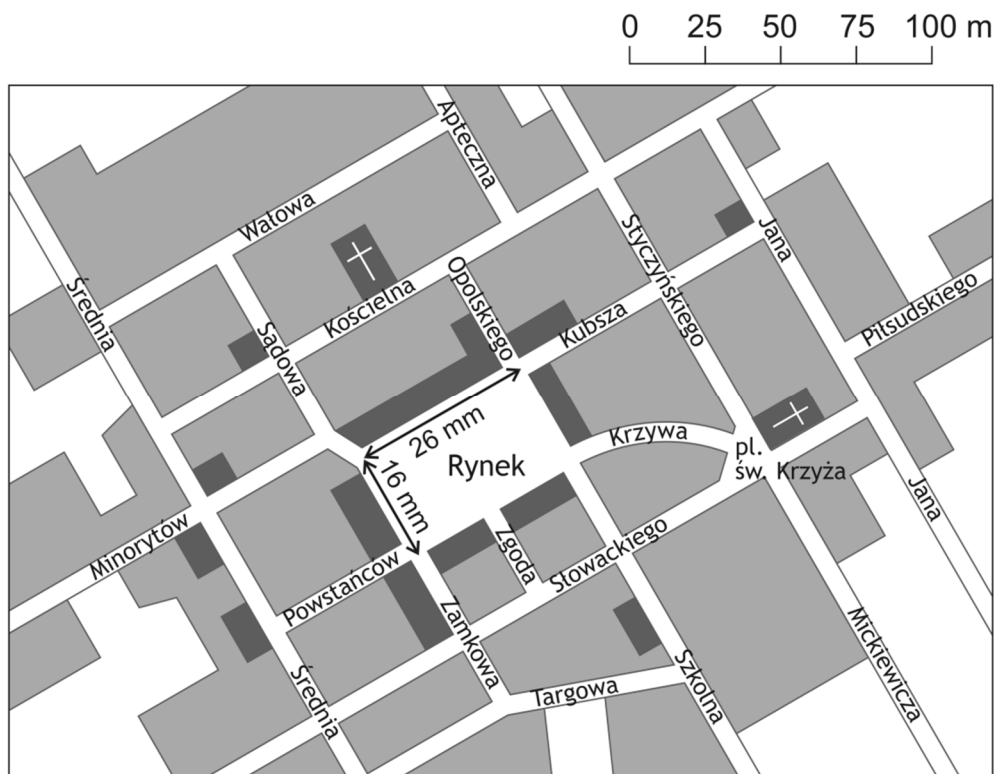 0 25 50 75 100 m
Apteczna
Wałowa
Średnia
Kościelna
Sądowa
Opolskiego
Styczyńskiego
Jana
Kubsza
Piłsudskiego
26 mm
16 mm
Rynek
Krzywa
pl.
św. Krzyża
Jana
Minorytów
Powstańców
Zgoda
Słowackiego
Zamkowa
Średnia
Targowa
Szkolna
Mickiewicza